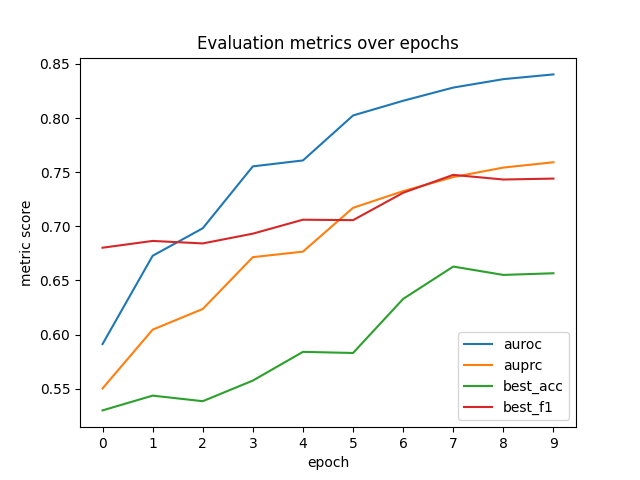 Evaluation metrics over epochs
metric score
0.85
0.80
0.75
0.70
0.65
0.60
0.55
auroc
auprc
best_acc
best_f1
0 1 2 3 4 5 6 7 8 9
epoch